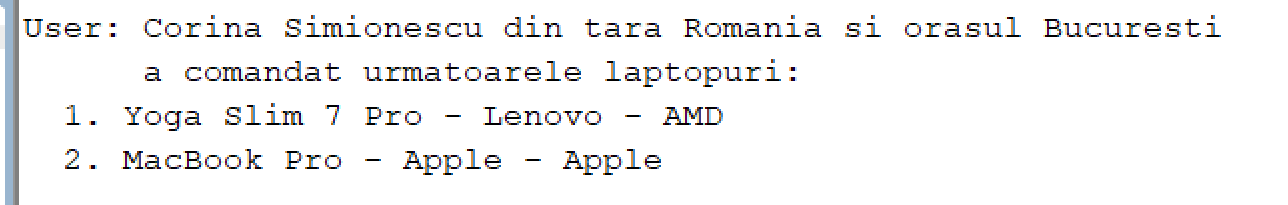 User: Corina Simionescu din tara Romania si orasul Bucuresti
a comandat urmatoarele laptopuri:
1. Yoga Slim 7 Pro - Lenovo - AMD
2. MacBook Pro - Apple - Apple